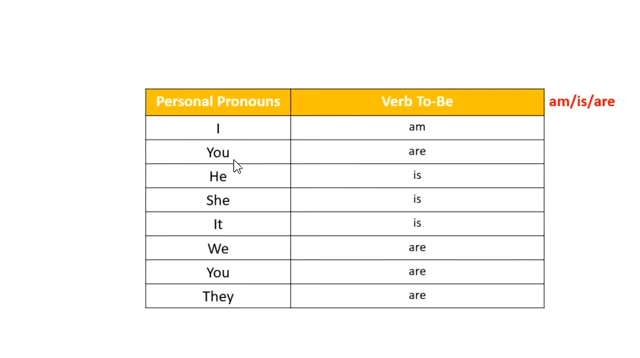 Personal Pronouns Verb To-Be am/is/are
I am
You are
He is
She is
It is
We are
You are
They are